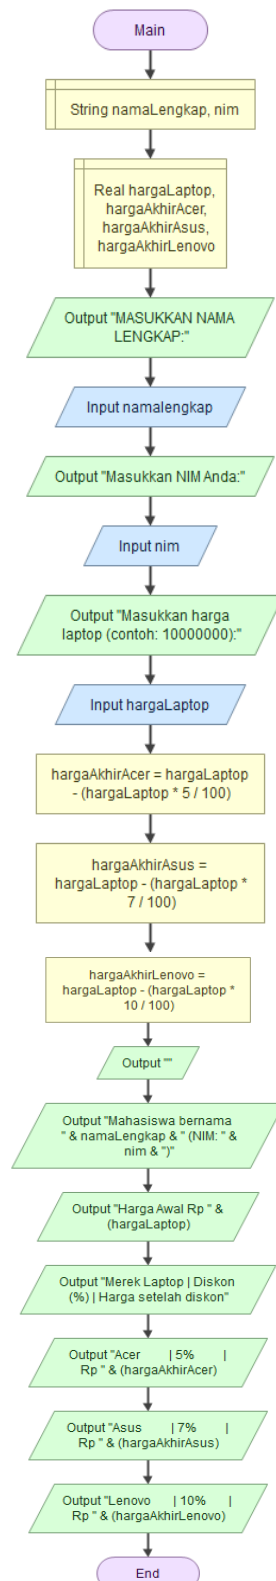 Main
String namaLengkap, nim
Real hargaLaptop,
hargaAkhirAcer,
hargaAkhirAsus,
hargaAkhirLenovo
Output "MASUKKAN NAMA
LENGKAP:"
Input namalengkap
Output "Masukkan NIM Anda:"
Input nim
Output "Masukkan harga
laptop (contoh: 10000000):"
Input hargaLaptop
hargaAkhirAcer = hargaLaptop
- (hargaLaptop * 5 / 100)
hargaAkhirAsus =
hargaLaptop - (hargaLaptop *
7 / 100)
hargaAkhirLenovo =
hargaLaptop - (hargaLaptop *
10 / 100)
Output ""
Output "Mahasiswa bernama
" & namaLengkap & " (NIM: " &
nim & ")"
Output "Harga Awal Rp " &
(hargaLaptop)
Output "Merek Laptop | Diskon
(%) | Harga setelah diskon"
Output "Acer | 5% |
Rp " & (hargaAkhirAcer)
Output "Asus | 7% |
Rp " & (hargaAkhirAsus)
Output "Lenovo | 10% |
Rp " & (hargaAkhirLenovo)
End